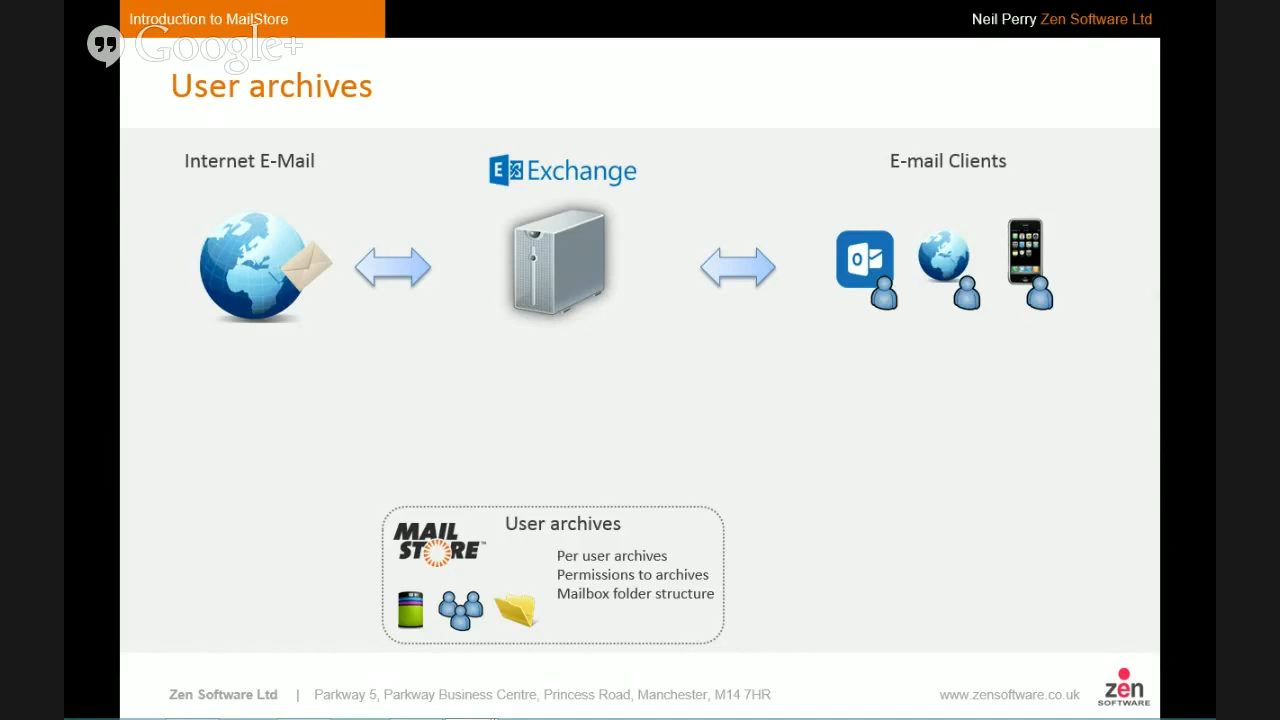 Introduction to MailStore
Neil Perry Zen Software Ltd
Google+
User archives
Internet E-Mail
Exchange
E-mail Clients
MAIL
STORE™
User archives
Per user archives
Permissions to archives
Mailbox folder structure
Zen Software Ltd | Parkway 5, Parkway Business Centre, Princess Road, Manchester, M14 7HR
www.zensoftware.co.uk
zen
SOFTWARE